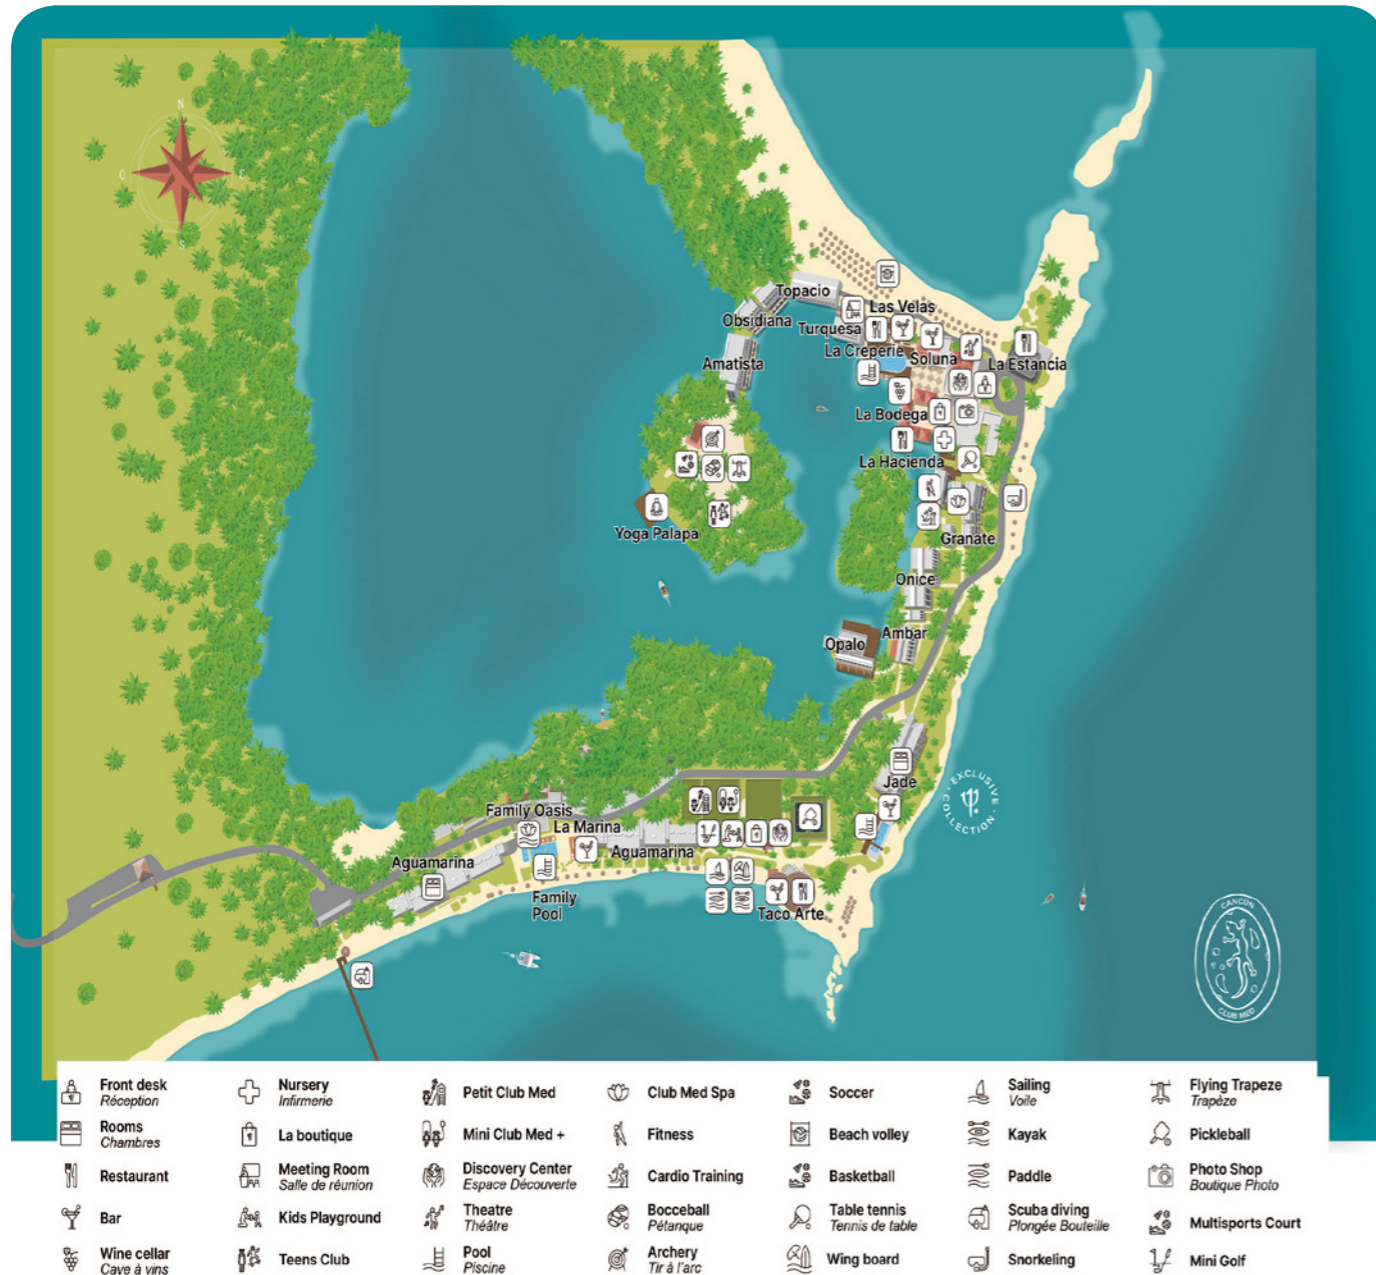 N
O
E
S
Topacio
Obsidiana
Las Velas
Turquesa
La Creperie
Soluna
La Estancia
Amatista
La Bodega
La Hacienda
Yoga Palapa
Granate
Onice
Ambar
Opalo
Jade
EXCLUSIVE
COLLECTION
Family Oasis
La Marina
Aguamarina
Aguamarina
Family
Pool
Taco Arte
CANCÚN
CLUB MED
Front desk
Réception
Rooms
Chambres
Restaurant
Bar
Wine cellar
Cave à vins
Nursery
Infirmerie
La boutique
Meeting Room
Salle de réunion
Kids Playground
Teens Club
Petit Club Med
Mini Club Med +
Discovery Center
Espace Découverte
Theatre
Théâtre
Pool
Piscine
Club Med Spa
Fitness
Cardio Training
Bocceball
Pétanque
Archery
Tir à l'arc
Soccer
Beach volley
Basketball
Table tennis
Tennis de table
Wing board
Sailing
Voile
Kayak
Paddle
Scuba diving
Plongée Bouteille
Snorkeling
Flying Trapeze
Trapèze
Pickleball
Photo Shop
Boutique Photo
Multisports Court
Mini Golf